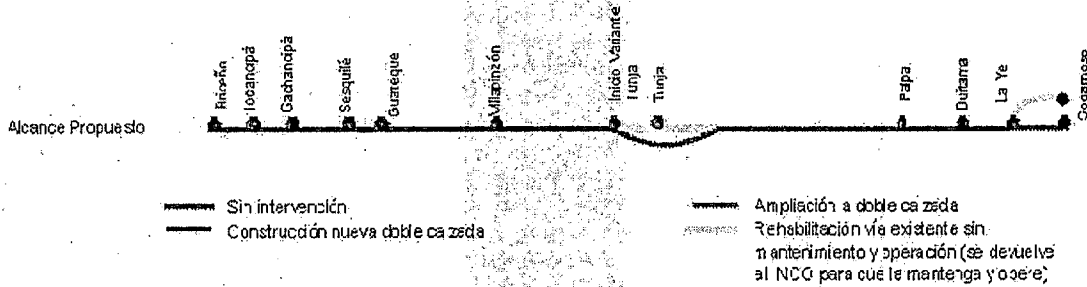 Briceño
Tocancipá
Gachancipá
Sesquilé
Guateque
Villapinzón
Inicio Variante
Tunja
Tunja
Paipa
Duitama
La Ye
Sogamoso
Alcance Propuesto
Sin intervención
Construcción nueva doble calzada
Ampliación a doble calzada
Rehabilitación vía existente sin
mantenimiento y operación (se devuelve
al INCO para que la mantenga y opere)